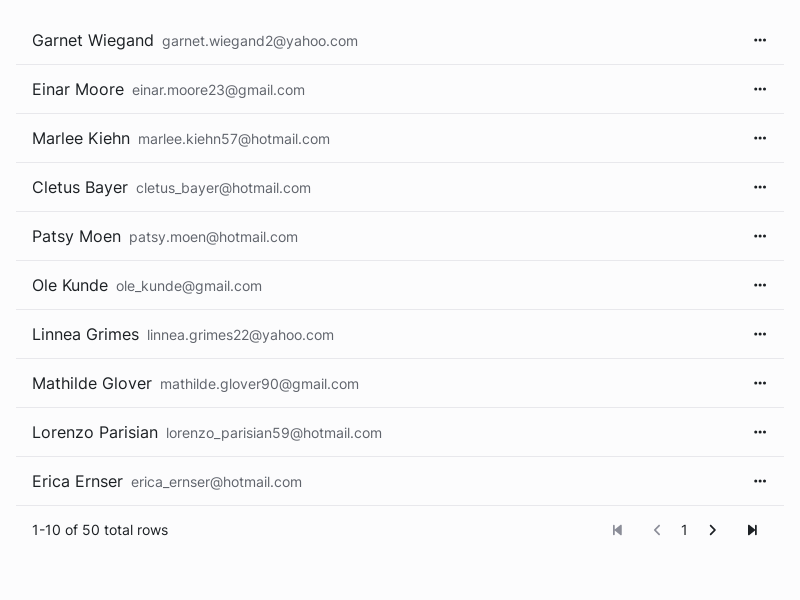 Garnet Wiegand garnet.wiegand2@yahoo.com
Einar Moore einar.moore23@gmail.com
Marlee Kiehn marlee.kiehn57@hotmail.com
Cletus Bayer cletus_bayer@hotmail.com
Patsy Moen patsy.moen@hotmail.com
Ole Kunde ole_kunde@gmail.com
Linnea Grimes linnea.grimes22@yahoo.com
Mathilde Glover mathilde.glover90@gmail.com
Lorenzo Parisian lorenzo_parisian59@hotmail.com
Erica Ernser erica_ernser@hotmail.com
1-10 of 50 total rows 1